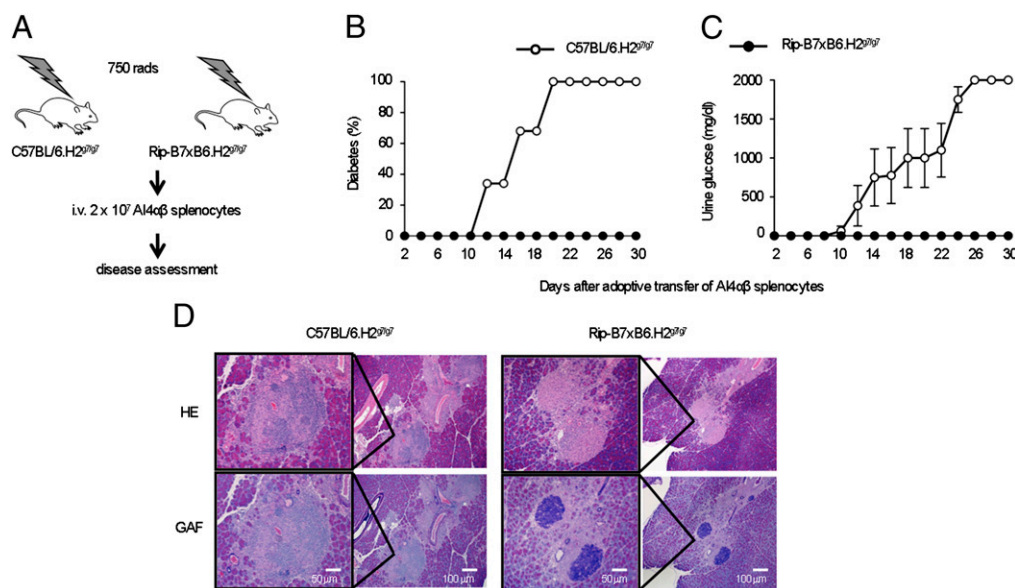 A
750 rads
C57BL/6.H2g7/g7
Rip-B7xB6.H2g7/g7
i.v. 2 x 10⁷ AI4αβ splenocytes
disease assessment
B
C57BL/6.H2g7/g7
Diabetes (%)
100
80
60
40
20
0
2 6 10 14 18 22 26 30
C
Rip-B7xB6.H2g7/g7
Urine glucose (mg/dl)
2000
1500
1000
500
0
2 6 10 14 18 22 26 30
Days after adoptive transfer of AI4αβ splenocytes
D
C57BL/6.H2g7/g7
Rip-B7xB6.H2g7/g7
HE
GAF
50 µm
100 µm
50 µm
100 µm